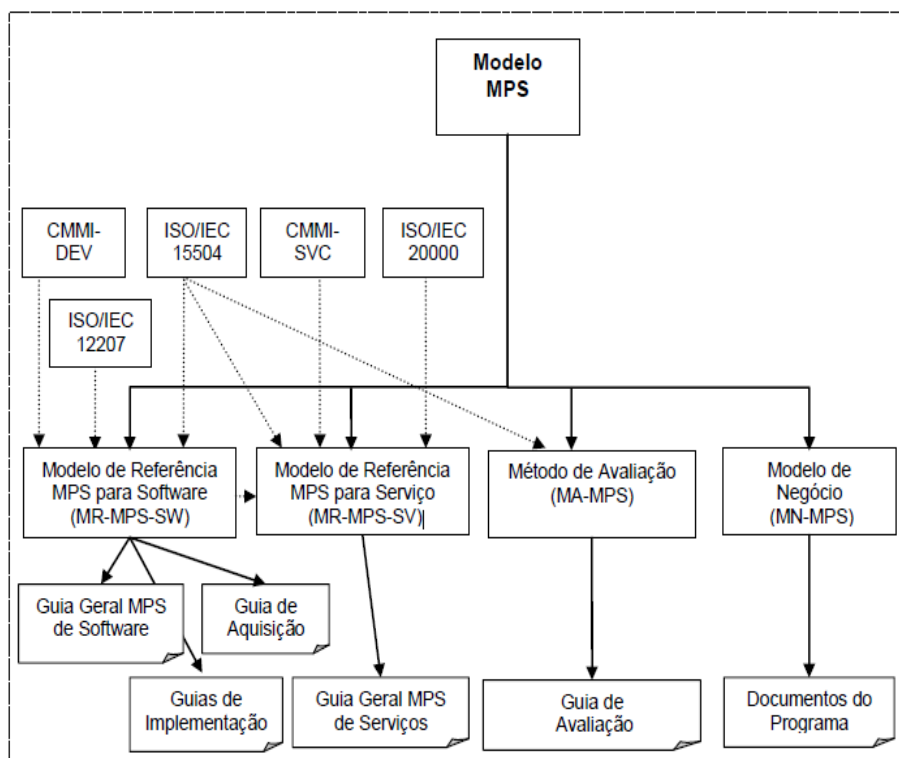 Modelo
MPS
CMMI-
DEV
ISO/IEC
15504
CMMI-
SVC
ISO/IEC
20000
ISO/IEC
12207
Modelo de Referência
MPS para Software
(MR-MPS-SW)
Modelo de Referência
MPS para Serviço
(MR-MPS-SV)
Método de Avaliação
(MA-MPS)
Modelo de
Negócio
(MN-MPS)
Guia Geral MPS
de Software
Guia de
Aquisição
Guias de
Implementação
Guia Geral MPS
de Serviços
Guia de
Avaliação
Documentos do
Programa